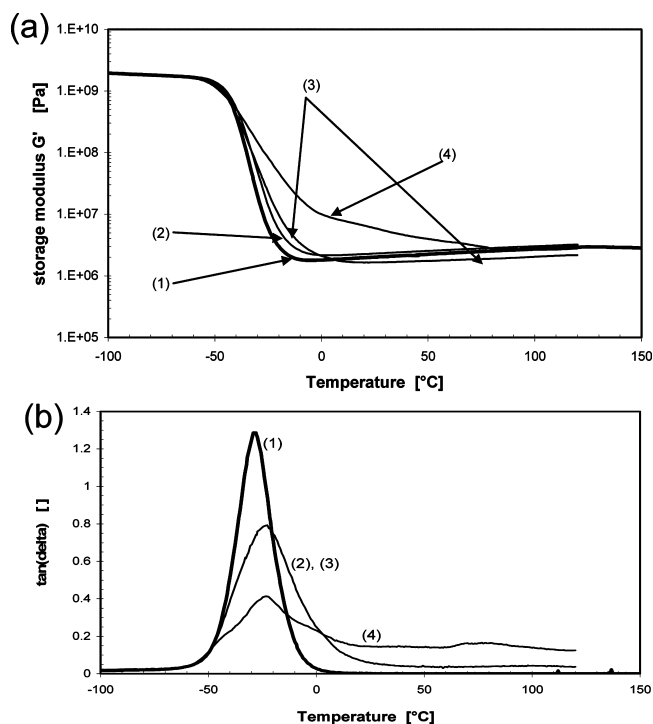 (a)
storage modulus G' [Pa]
1.E+10
1.E+09
1.E+08
1.E+07
1.E+06
1.E+05
(3)
(4)
(2)
(1)
-100 -50 0 50 100 150
Temperature [°C]
(b)
tan(delta) [ ]
1.4
1.2
1
0.8
0.6
0.4
0.2
0
(1)
(2), (3)
(4)
-100 -50 0 50 100 150
Temperature [°C]